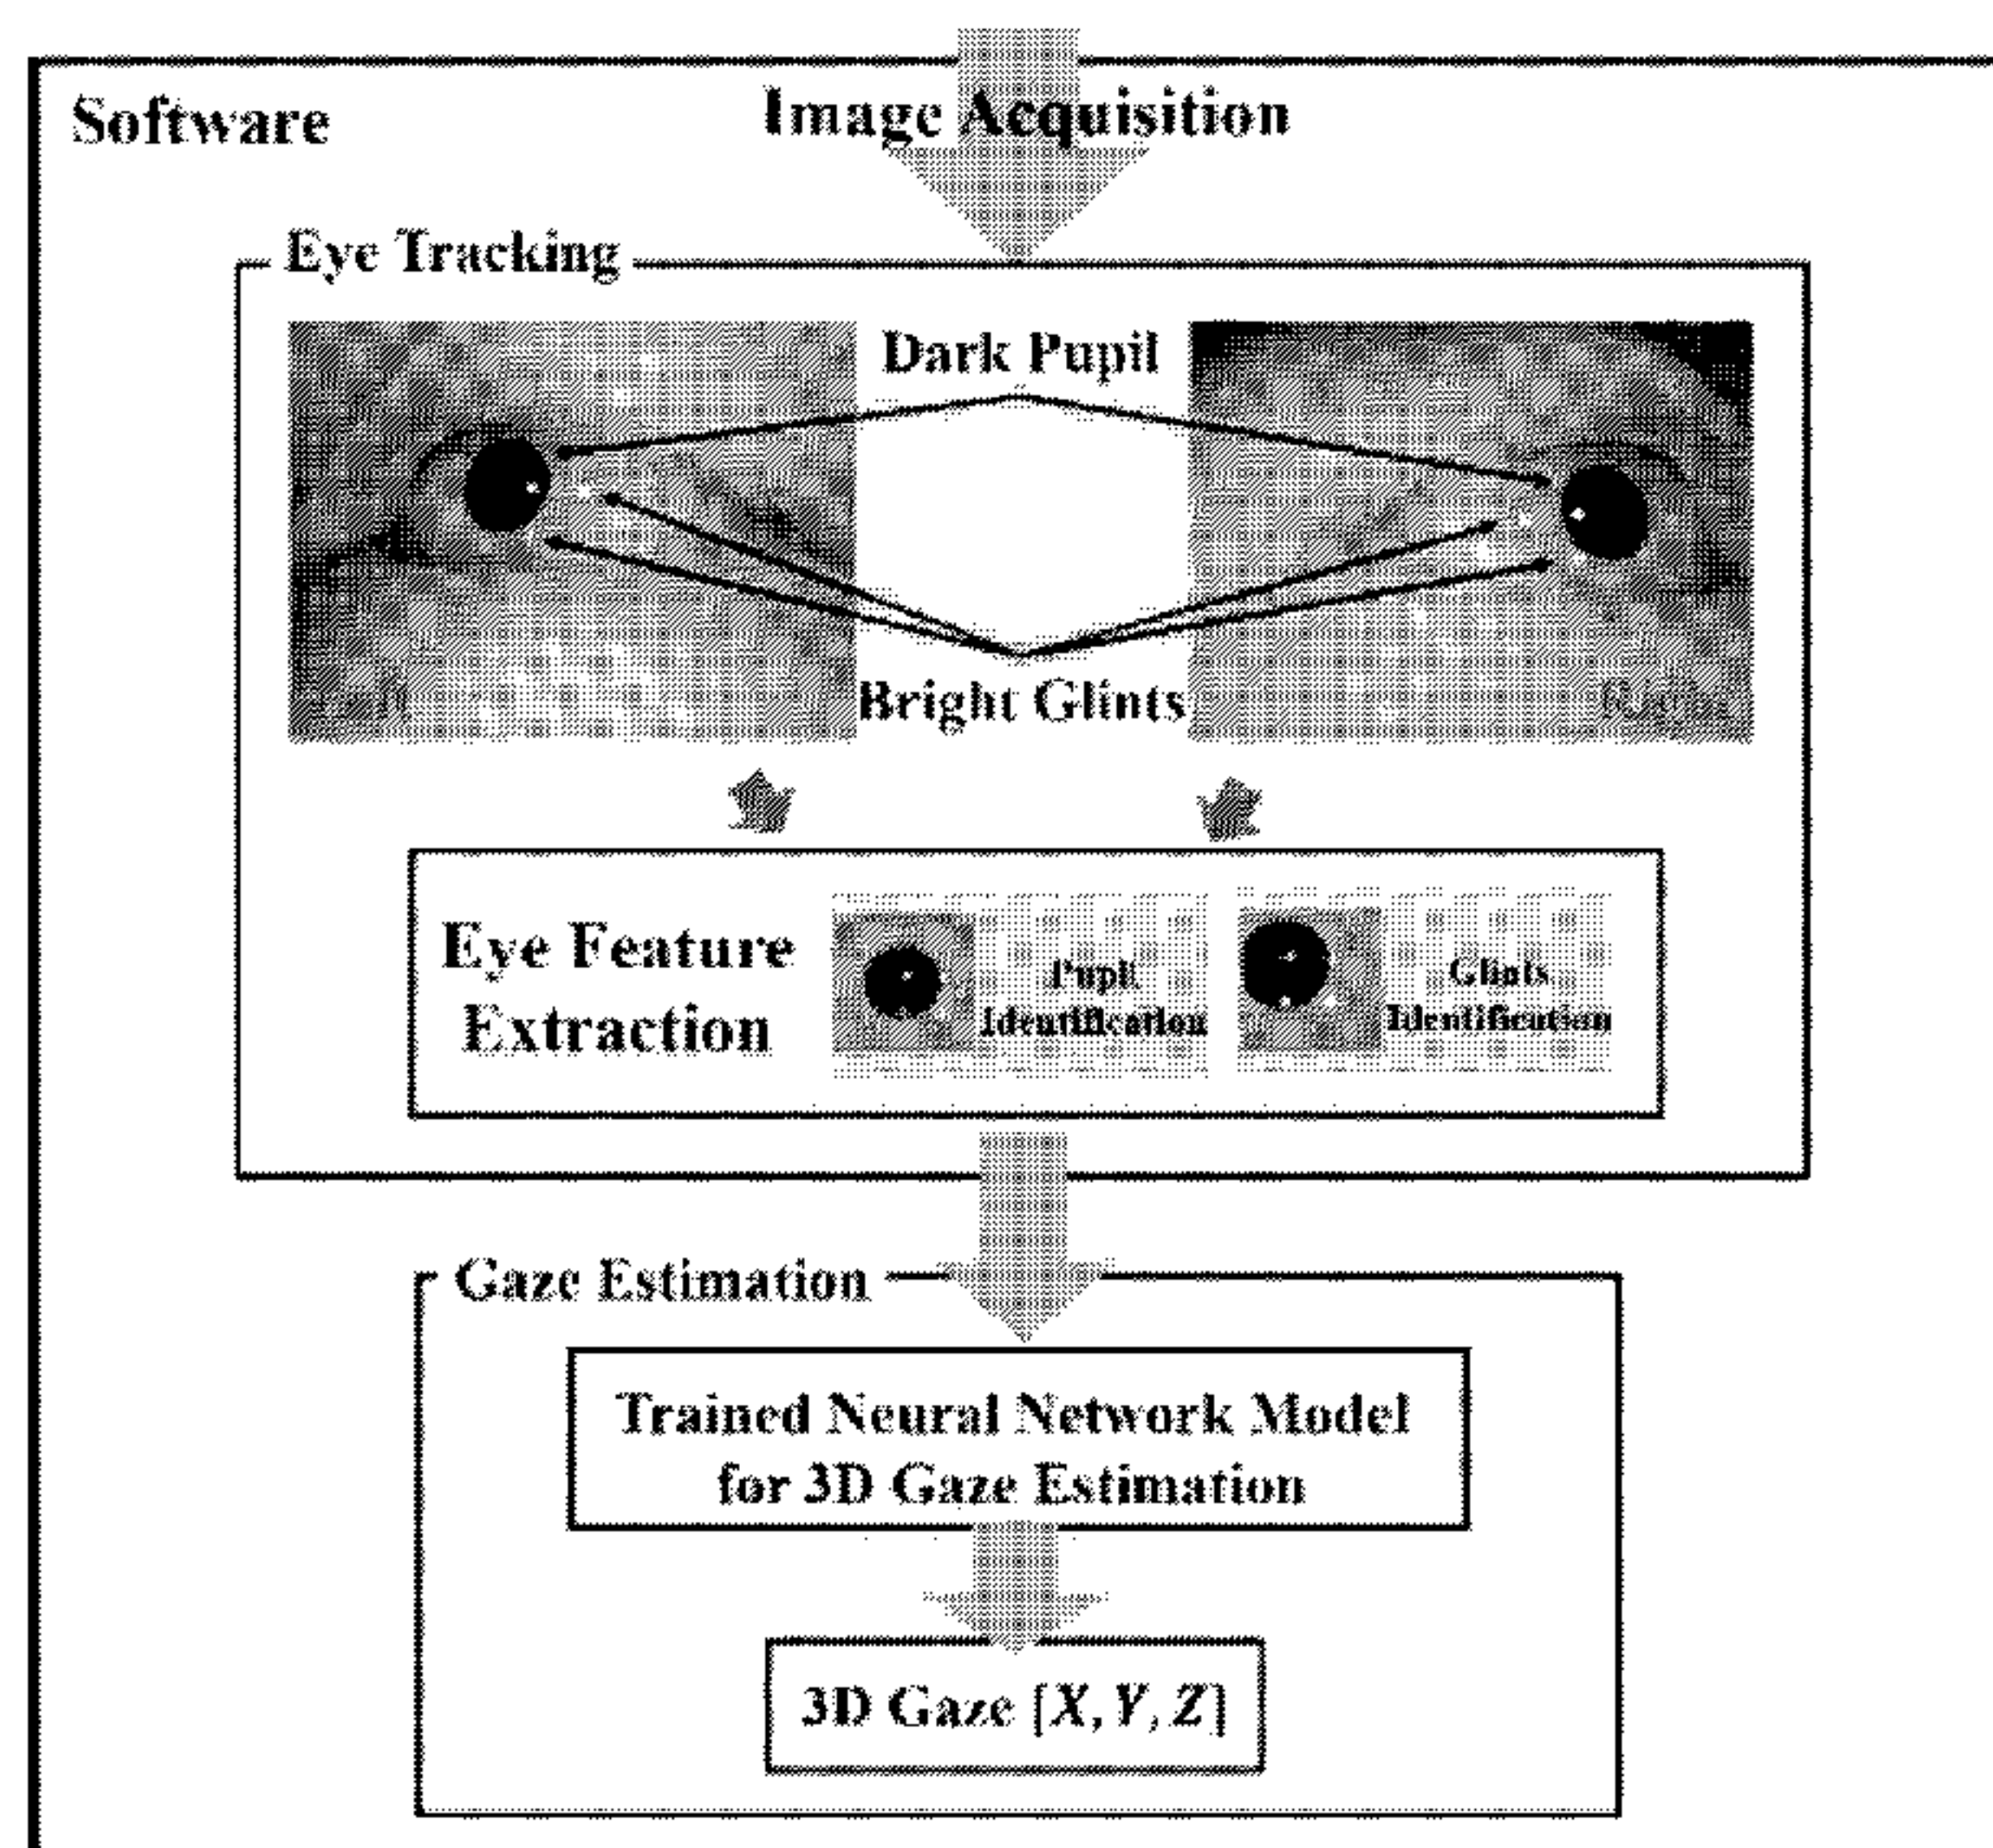 Software
Image Acquisition
Eye Tracking
Dark Pupil
Bright Glints
Right
Eye Feature
Extraction
Pupil
Identification
Glints
Identification
Gaze Estimation
Trained Neural Network Model
for 3D Gaze Estimation
3D Gaze [X, Y, Z]